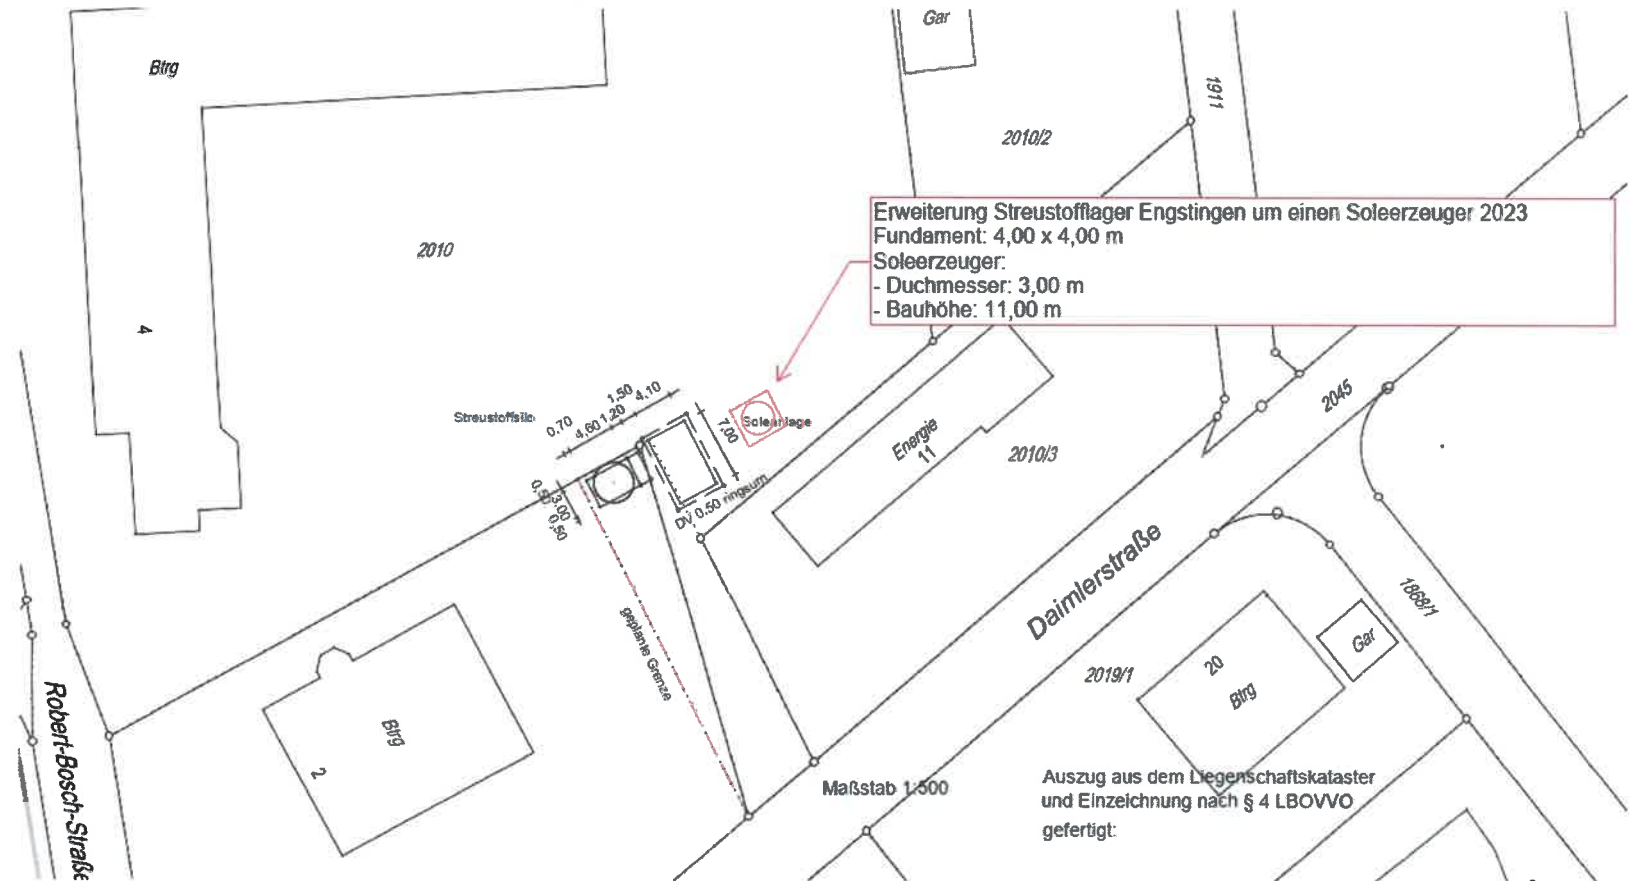 Gar
Btrg
1911
2010/2
Erweiterung Streustofflager Engstingen um einen Soleerzeuger 2023
Fundament: 4,00 x 4,00 m
Soleerzeuger:
- Duchmesser: 3,00 m
- Bauhöhe: 11,00 m
2010
4
2045
Streustoffsilo
0,70
4,60
1,20
1,50
4,10
7,00
Soleanlage
Energie
11
2010/3
0,50
3,00
0,50
DV 0.50 ringsum
Daimlerstraße
1868/1
geplante Grenze
Gar
2019/1
20
Btrg
Robert-Bosch-Straße
Btrg
2
Maßstab 1:500
Auszug aus dem Liegenschaftskataster
und Einzeichnung nach § 4 LBOVVO
gefertigt: